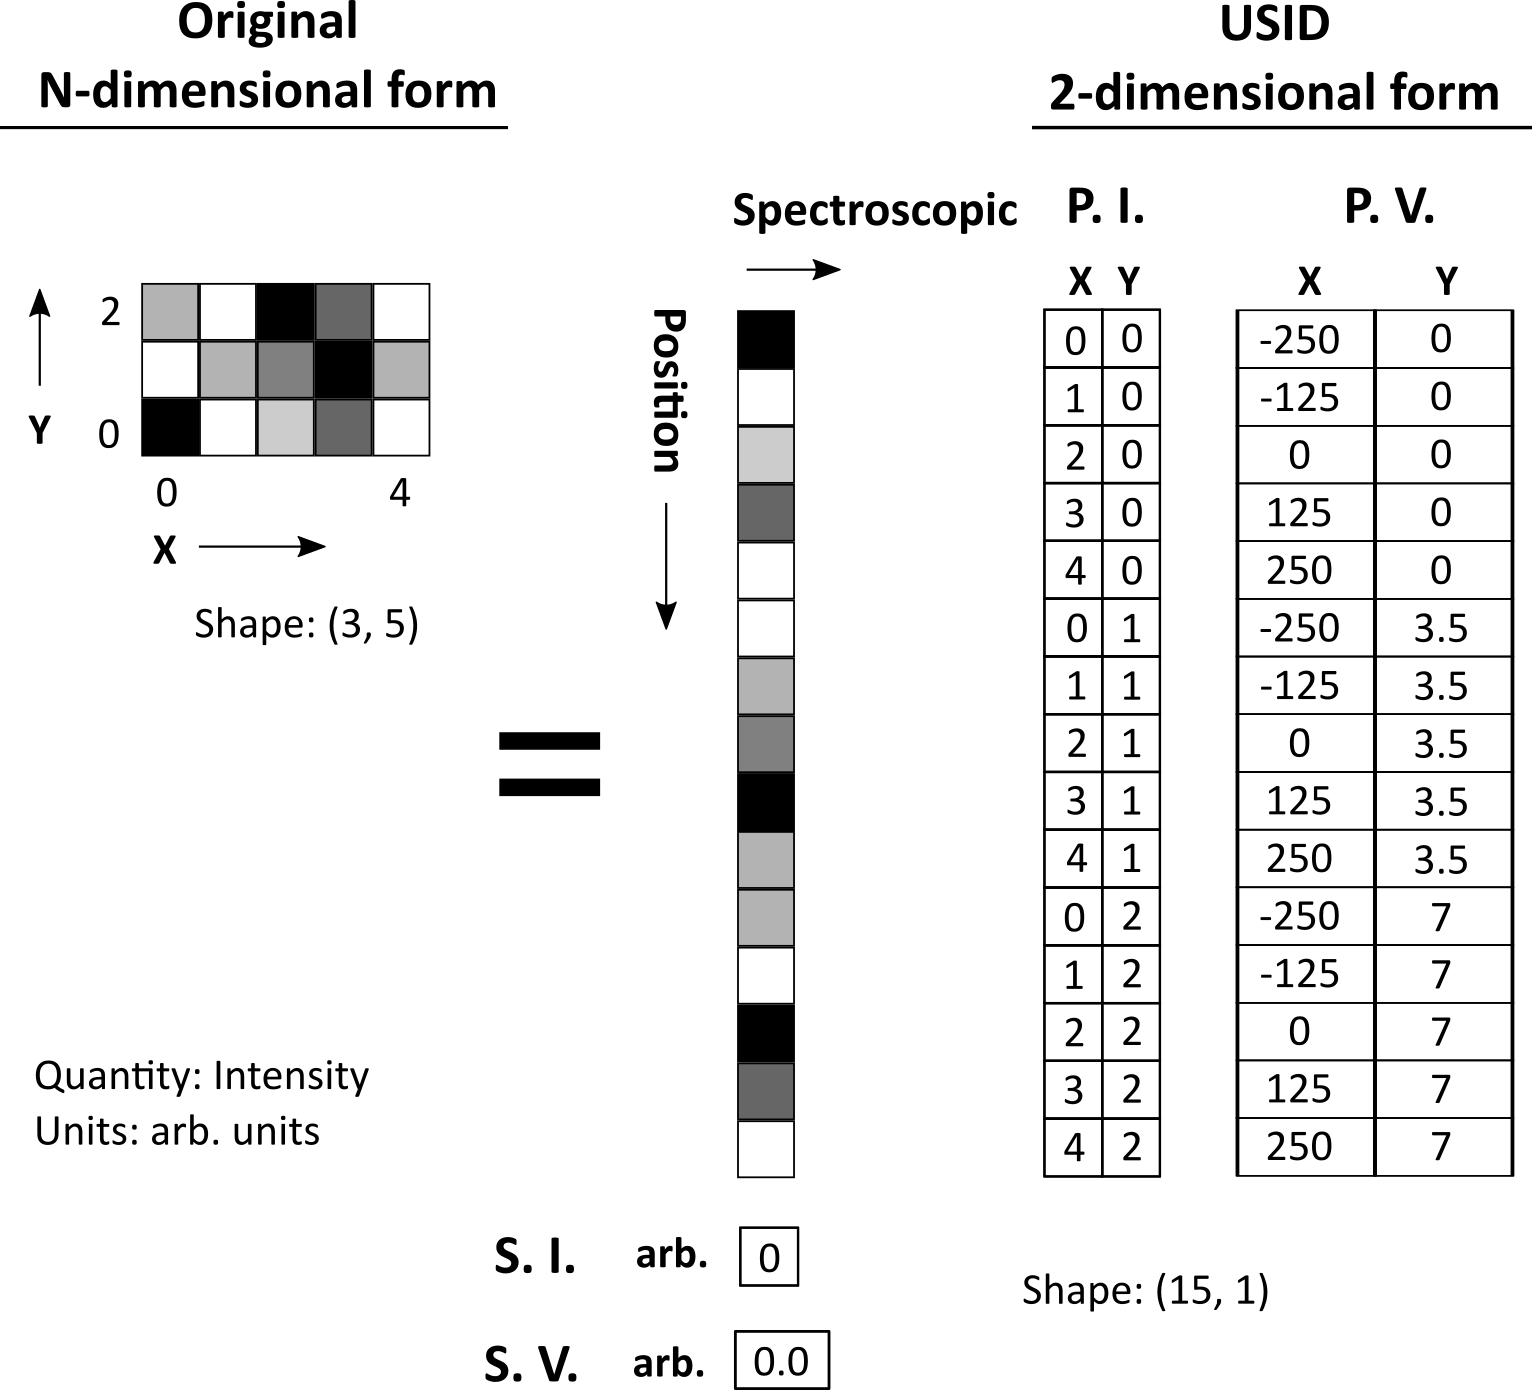 Original
N-dimensional form
2
Y 0
0 4
X
Shape: (3, 5)
Quantity: Intensity
Units: arb. units
USID
2-dimensional form
Spectroscopic
Position
P. I. P. V.
X Y X Y
0 0 -250 0
1 0 -125 0
2 0 0 0
3 0 125 0
4 0 250 0
0 1 -250 3.5
1 1 -125 3.5
2 1 0 3.5
3 1 125 3.5
4 1 250 3.5
0 2 -250 7
1 2 -125 7
2 2 0 7
3 2 125 7
4 2 250 7
S. I. arb. 0
Shape: (15, 1)
S. V. arb. 0.0